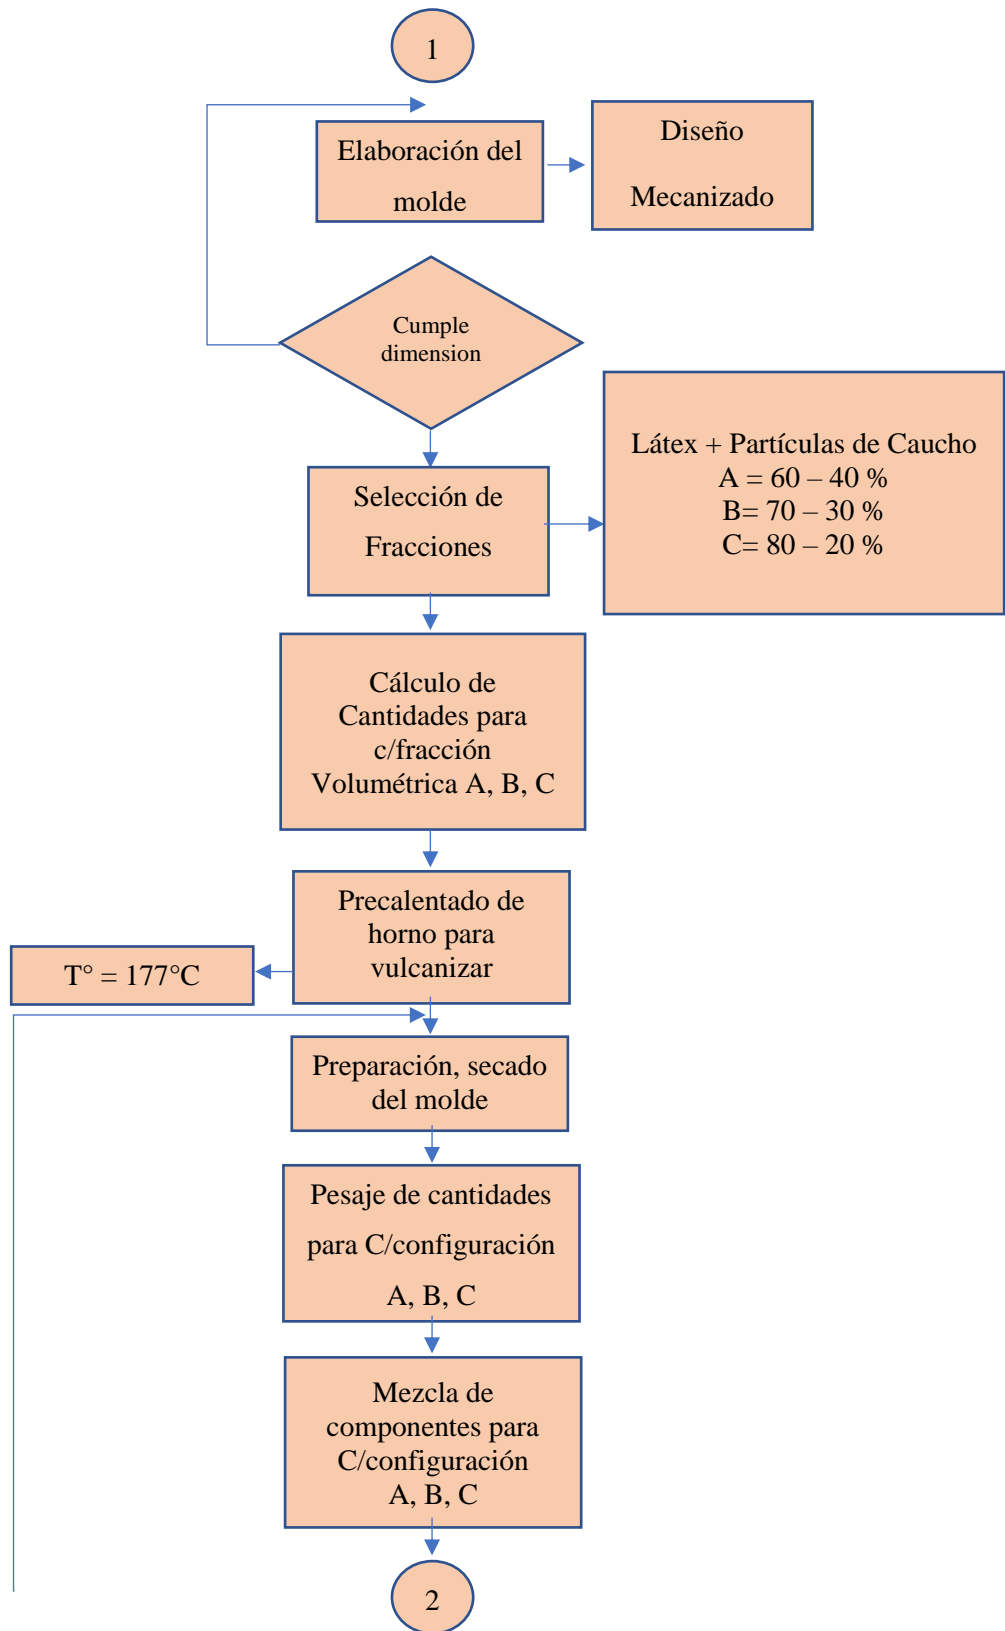 1
Elaboración del
molde
Diseño
Mecanizado
Cumple
dimension
Látex + Partículas de Caucho
A = 60 – 40 %
B= 70 – 30 %
C= 80 – 20 %
Selección de
Fracciones
Cálculo de
Cantidades para
c/fracción
Volumétrica A, B, C
Precalentado de
horno para
vulcanizar
T° = 177°C
Preparación, secado
del molde
Pesaje de cantidades
para C/configuración
A, B, C
Mezcla de
componentes para
C/configuración
A, B, C
2